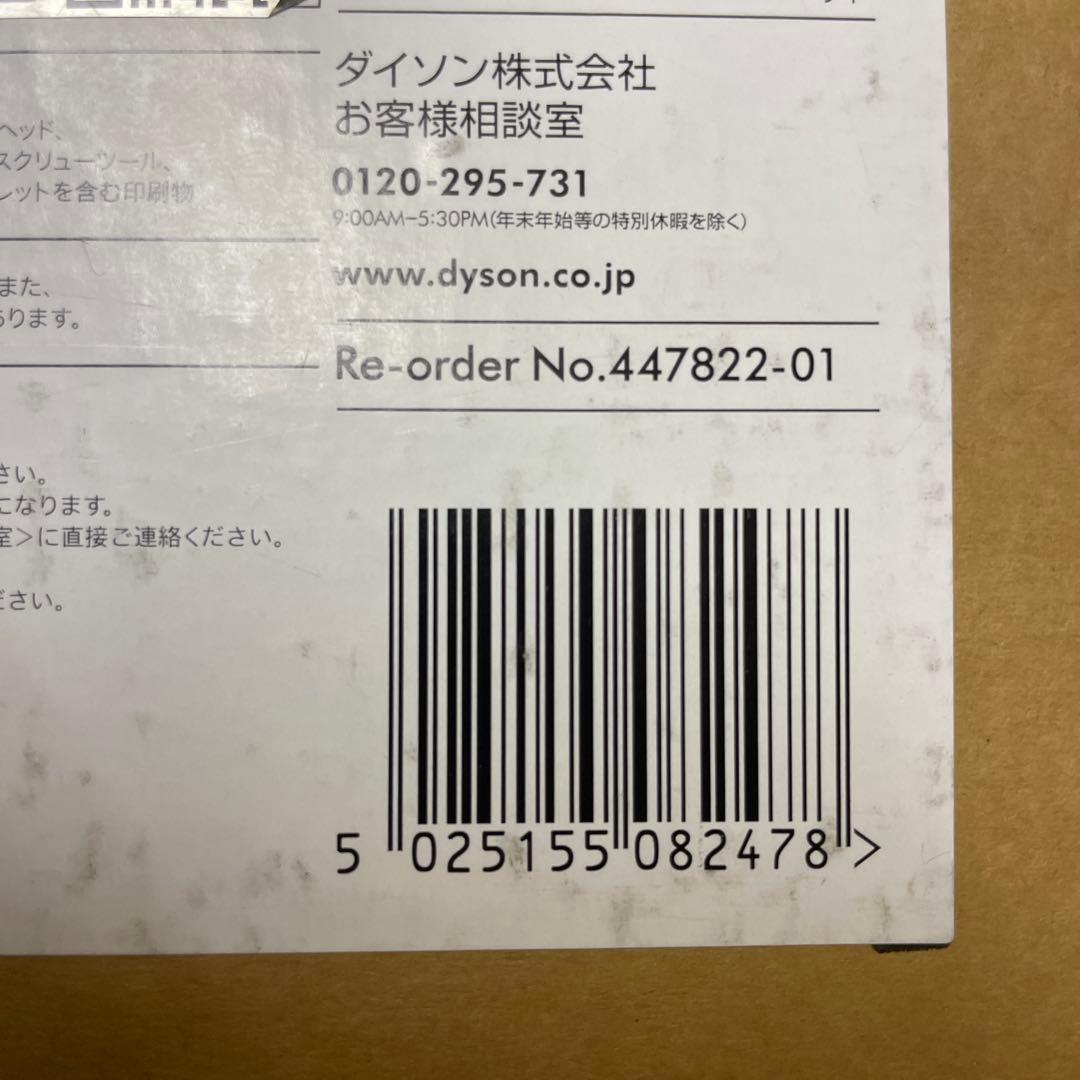 ヘッド、
スクリューツール、
レットを含む印刷物
また、
あります。
さい。
になります。
室＞に直接ご連絡ください。
ださい。
ダイソン株式会社
お客様相談室
0120-295-731
9:00AM–5:30PM(年末年始等の特別休暇を除く)
www.dyson.co.jp
Re-order No.447822-01
5 025155 082478 >